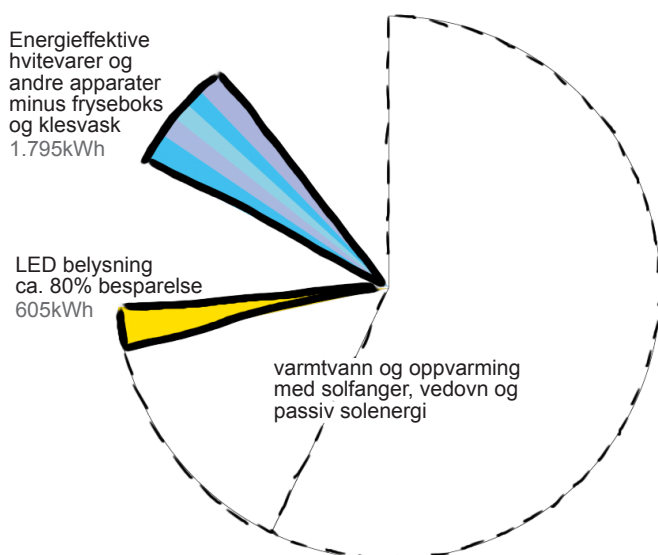 Energieffektive
hvitevarer og
andre apparater
minus fryseboks
og klesvask
1.795kWh
LED belysning
ca. 80% besparelse
605kWh
varmtvann og oppvarming
med solfanger, vedovn og
passiv solenergi